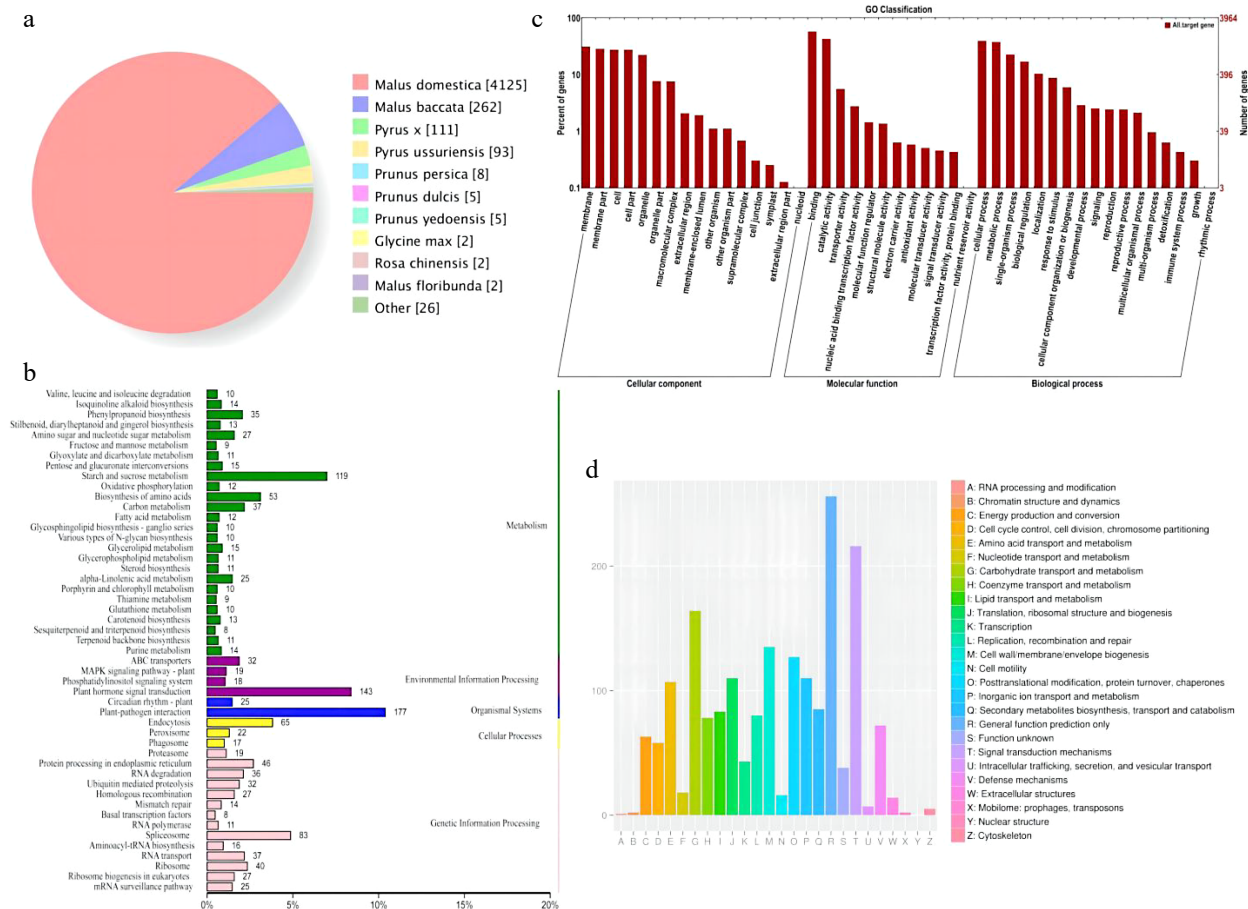 a
Malus domestica [4125]
Malus baccata [262]
Pyrus x [111]
Pyrus ussuriensis [93]
Prunus persica [8]
Prunus dulcis [5]
Prunus yedoensis [5]
Glycine max [2]
Rosa chinensis [2]
Malus floribunda [2]
Other [26]
b
Valine, leucine and isoleucine degradation 10
Isoquinoline alkaloid biosynthesis 14
Phenylpropanoid biosynthesis 35
Stilbenoid, diarylheptanoid and gingerol biosynthesis 13
Amino sugar and nucleotide sugar metabolism 27
Fructose and mannose metabolism 9
Glyoxylate and dicarboxylate metabolism 11
Pentose and glucuronate interconversions 15
Starch and sucrose metabolism 119
Oxidative phosphorylation 12
Biosynthesis of amino acids 53
Carbon metabolism 37
Fatty acid metabolism 12
Glycosphingolipid biosynthesis - ganglio series 10
Various types of N-glycan biosynthesis 10
Glycerolipid metabolism 15
Glycerophospholipid metabolism 11
Steroid biosynthesis 11
alpha-Linolenic acid metabolism 25
Porphyrin and chlorophyll metabolism 10
Thiamine metabolism 9
Glutathione metabolism 10
Carotenoid biosynthesis 13
Sesquiterpenoid and triterpenoid biosynthesis 8
Terpenoid backbone biosynthesis 11
Purine metabolism 14
ABC transporters 32
MAPK signaling pathway - plant 19
Phosphatidylinositol signaling system 18
Plant hormone signal transduction 143
Circadian rhythm - plant 25
Plant-pathogen interaction 177
Endocytosis 65
Peroxisome 22
Phagosome 17
Proteasome 19
Protein processing in endoplasmic reticulum 46
RNA degradation 36
Ubiquitin mediated proteolysis 32
Homologous recombination 27
Mismatch repair 14
Basal transcription factors 8
RNA polymerase 11
Spliceosome 83
Aminoacyl-tRNA biosynthesis 16
RNA transport 37
Ribosome 40
Ribosome biogenesis in eukaryotes 27
mRNA surveillance pathway 25
0% 5% 10% 15% 20%
Metabolism
Environmental Information Processing
Organismal Systems
Cellular Processes
Genetic Information Processing
c
GO Classification
All.target gene
Percent of genes
100
10
1
0.1
Number of genes
3964
396
39
3
membrane
membrane part
cell
cell part
organelle
organelle part
macromolecular complex
extracellular region
membrane-enclosed lumen
other organism
other organism part
supramolecular complex
cell junction
symplast
extracellular region part
nucleoid
binding
catalytic activity
transporter activity
nucleic acid binding transcription factor activity
molecular function regulator
structural molecule activity
electron carrier activity
antioxidant activity
molecular transducer activity
signal transducer activity
transcription factor activity, protein binding
nutrient reservoir activity
cellular process
metabolic process
single-organism process
biological regulation
localization
response to stimulus
cellular component organization or biogenesis
developmental process
signaling
reproduction
reproductive process
multicellular organismal process
multi-organism process
detoxification
immune system process
growth
rhythmic process
Cellular component
Molecular function
Biological process
d
200
100
0
A B C D E F G H I J K L M N O P Q R S T U V W X Y Z
A: RNA processing and modification
B: Chromatin structure and dynamics
C: Energy production and conversion
D: Cell cycle control, cell division, chromosome partitioning
E: Amino acid transport and metabolism
F: Nucleotide transport and metabolism
G: Carbohydrate transport and metabolism
H: Coenzyme transport and metabolism
I: Lipid transport and metabolism
J: Translation, ribosomal structure and biogenesis
K: Transcription
L: Replication, recombination and repair
M: Cell wall/membrane/envelope biogenesis
N: Cell motility
O: Posttranslational modification, protein turnover, chaperones
P: Inorganic ion transport and metabolism
Q: Secondary metabolites biosynthesis, transport and catabolism
R: General function prediction only
S: Function unknown
T: Signal transduction mechanisms
U: Intracellular trafficking, secretion, and vesicular transport
V: Defense mechanisms
W: Extracellular structures
X: Mobilome: prophages, transposons
Y: Nuclear structure
Z: Cytoskeleton